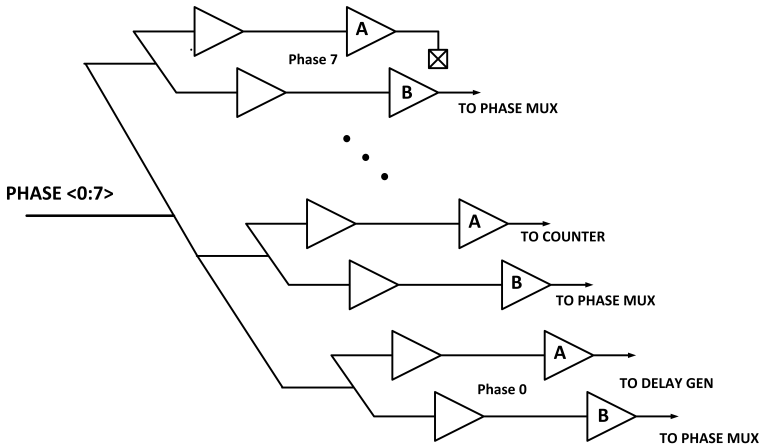 A
Phase 7
B
TO PHASE MUX
PHASE <0:7>
A
TO COUNTER
B
TO PHASE MUX
A
TO DELAY GEN
Phase 0
B
TO PHASE MUX